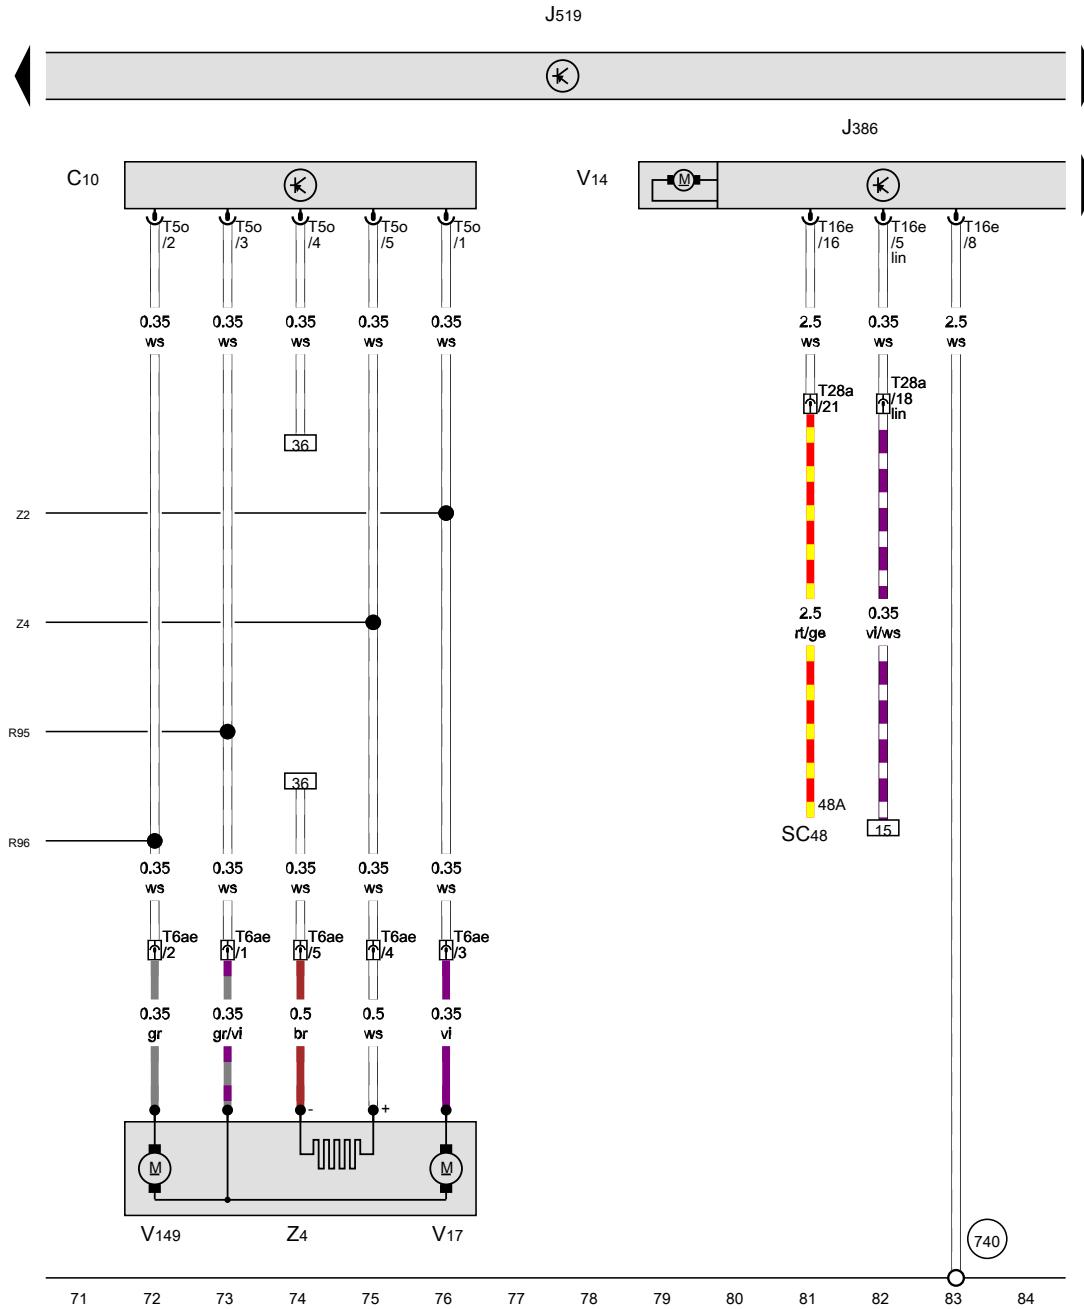 J519
J386
C10
V14
T5o
/2
T5o
/3
T5o
/4
T5o
/5
T5o
/1
T16e
/16
T16e
/5
lin
T16e
/8
0.35
ws
0.35
ws
0.35
ws
0.35
ws
0.35
ws
2.5
ws
0.35
ws
2.5
ws
T28a
/21
T28a
/18
lin
36
Z2
Z4
2.5
rt/ge
0.35
vi/ws
R95
36
48A
SC48
15
R96
0.35
ws
0.35
ws
0.35
ws
0.35
ws
0.35
ws
T6ae
/2
T6ae
/1
T6ae
/5
T6ae
/4
T6ae
/3
0.35
gr
0.35
gr/vi
0.5
br
0.5
ws
0.35
vi
- +
M
M
M
V149
Z4
V17
740
71 72 73 74 75 76 77 78 79 80 81 82 83 84